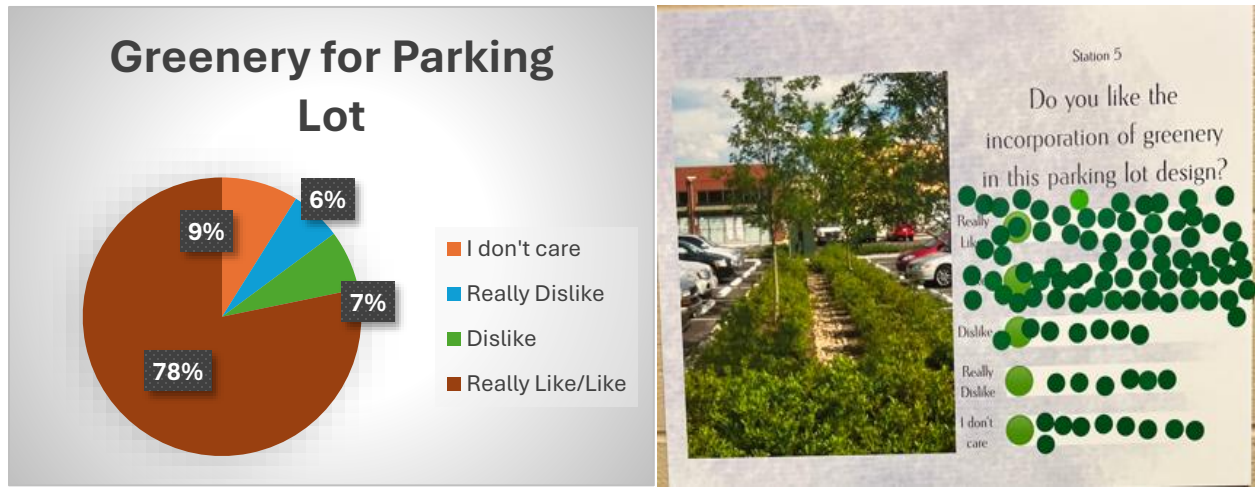 Greenery for Parking
Lot
9%
6%
7%
78%
I don't care
Really Dislike
Dislike
Really Like/Like
Station 5
Do you like the
incorporation of greenery
in this parking lot design?
Really
Dislike
Really
Dislike
I don't
care